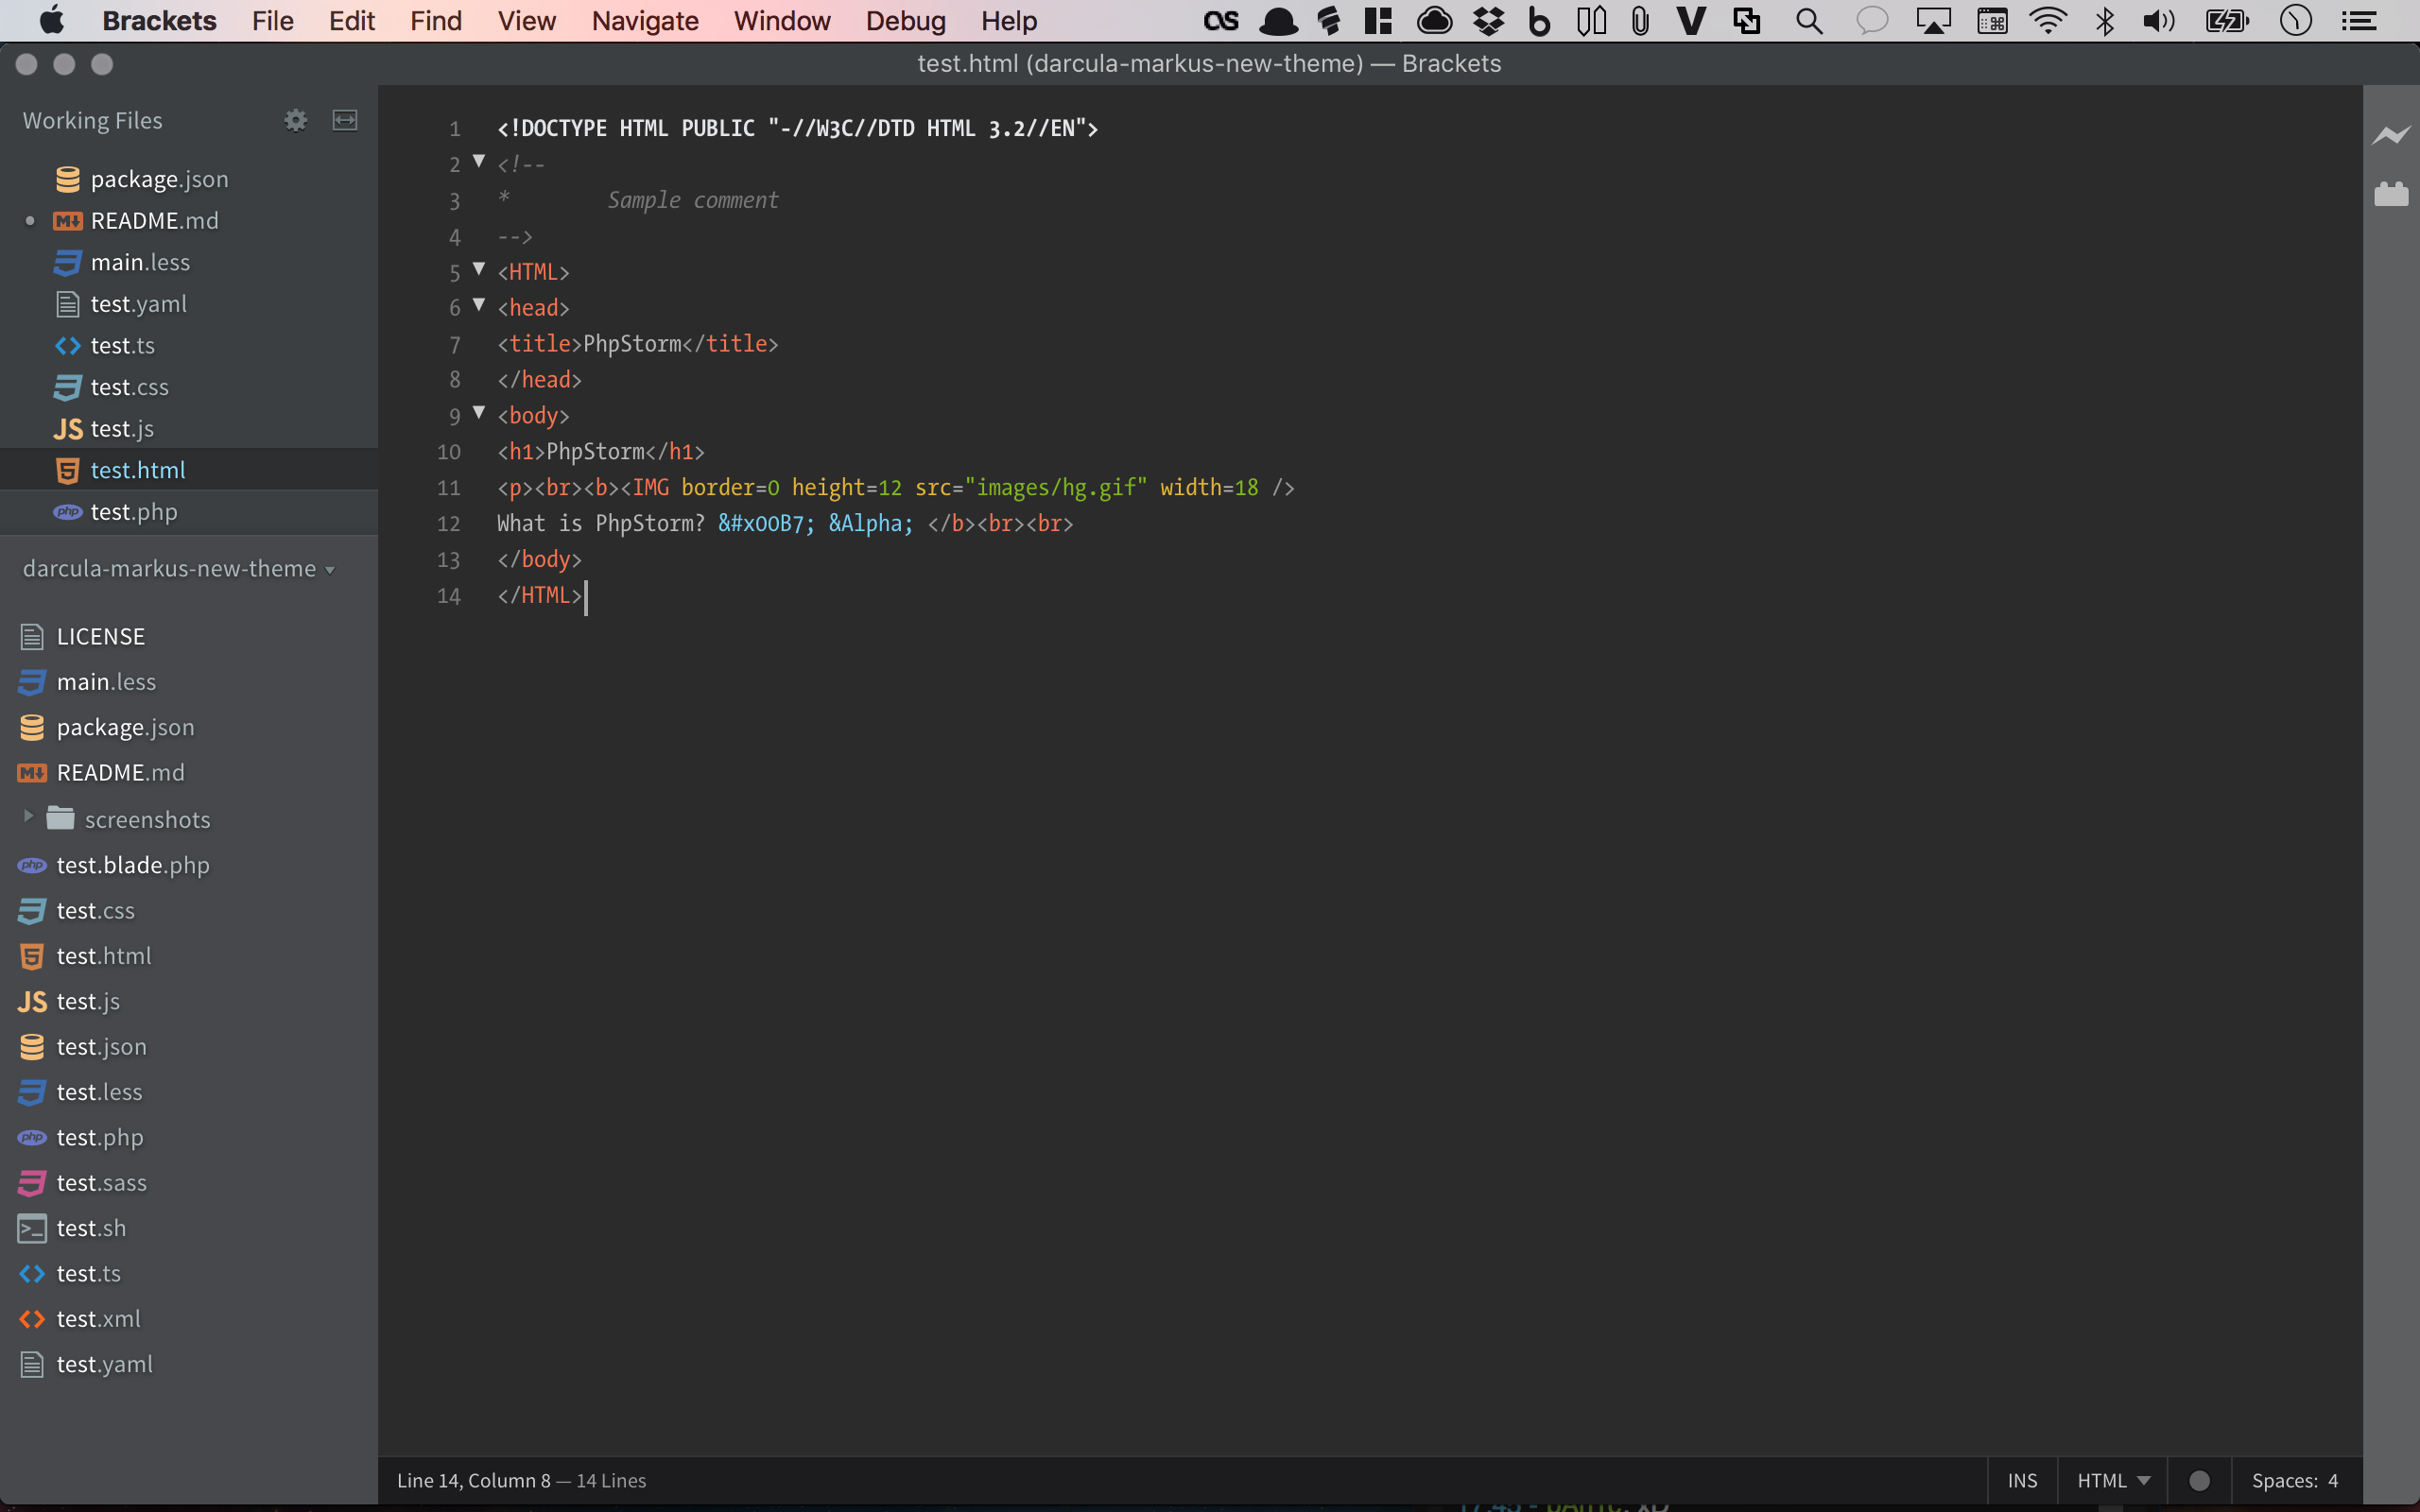 Brackets File Edit Find View Navigate Window Debug Help
test.html (darcula-markus-new-theme) — Brackets
Working Files
package.json
README.md
main.less
test.yaml
test.ts
test.css
JS test.js
test.html
php test.php
darcula-markus-new-theme
LICENSE
main.less
package.json
README.md
screenshots
php test.blade.php
test.css
test.html
JS test.js
test.json
test.less
php test.php
test.sass
test.sh
test.ts
test.xml
test.yaml
1 <!DOCTYPE HTML PUBLIC "-//W3C//DTD HTML 3.2//EN">
2 <!--
3 *        Sample comment
4 -->
5 <HTML>
6 <head>
7 <title>PhpStorm</title>
8 </head>
9 <body>
10 <h1>PhpStorm</h1>
11 <p><br><b><IMG border=0 height=12 src="images/hg.gif" width=18 />
12 What is PhpStorm? &#x00B7; &Alpha; </b><br><br>
13 </body>
14 </HTML>
Line 14, Column 8 — 14 Lines
INS HTML Spaces: 4